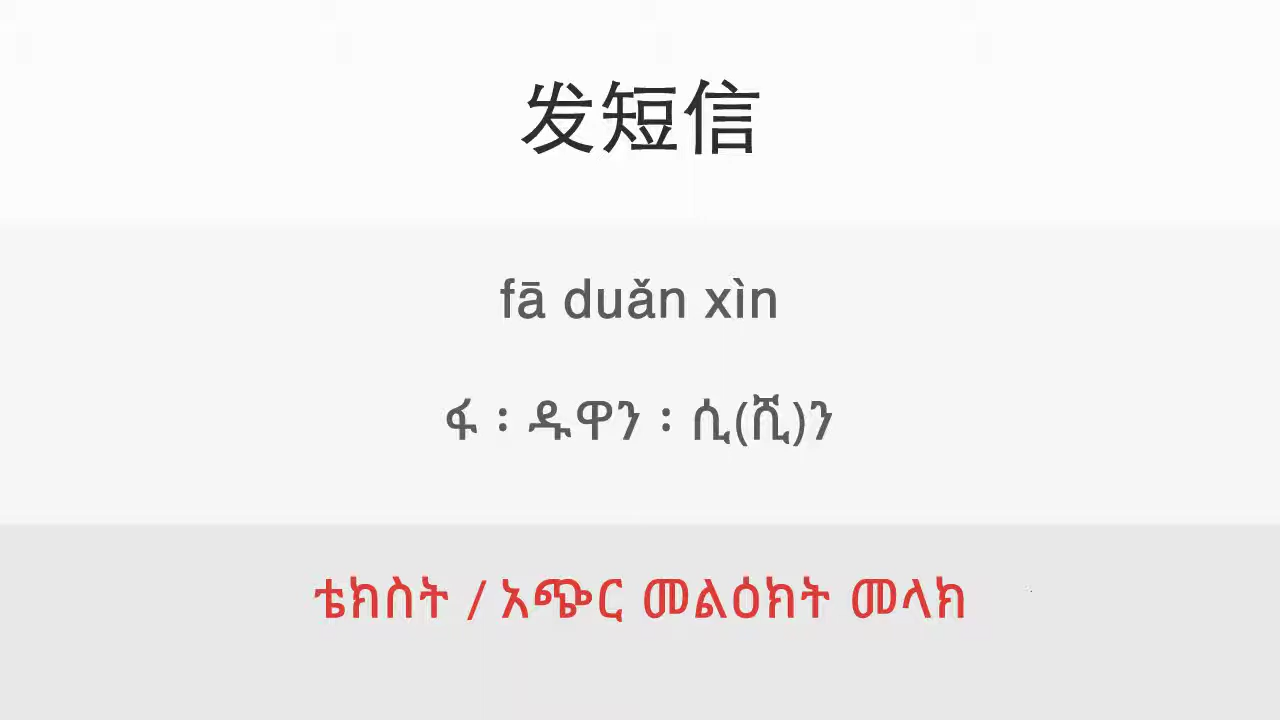 发短信
fā duǎn xìn
ፋ ፡ ዱዋን ፡ ሲ(ሺ)ን
ቴክስት / አጭር መልዕክት መላክ